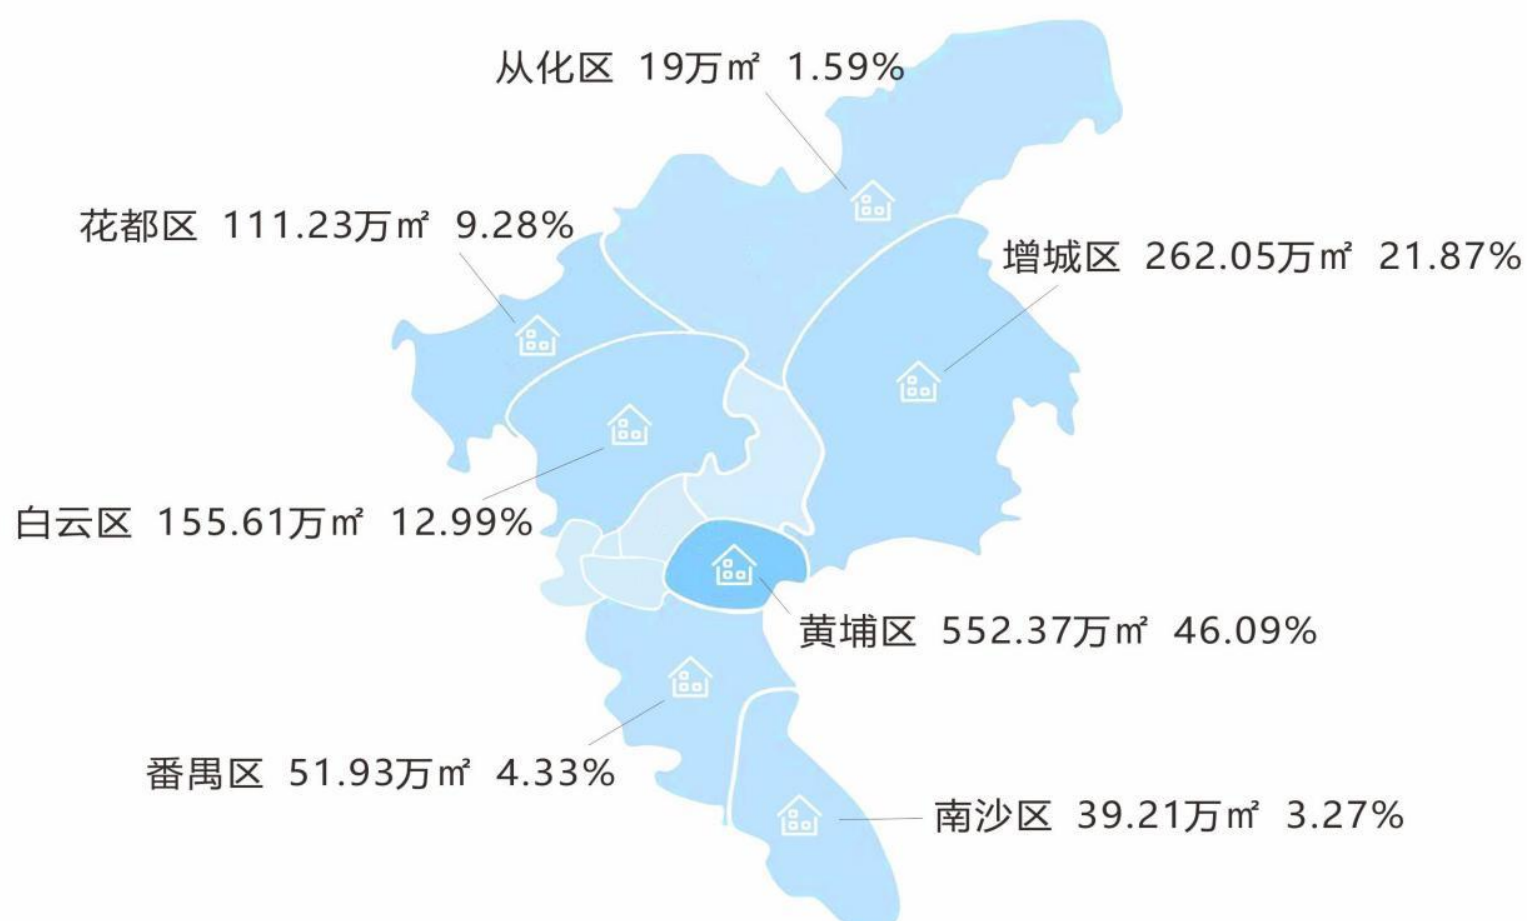 从化区 19万㎡ 1.59%
花都区 111.23万㎡ 9.28%
增城区 262.05万㎡ 21.87%
白云区 155.61万㎡ 12.99%
黄埔区 552.37万㎡ 46.09%
番禺区 51.93万㎡ 4.33%
南沙区 39.21万㎡ 3.27%